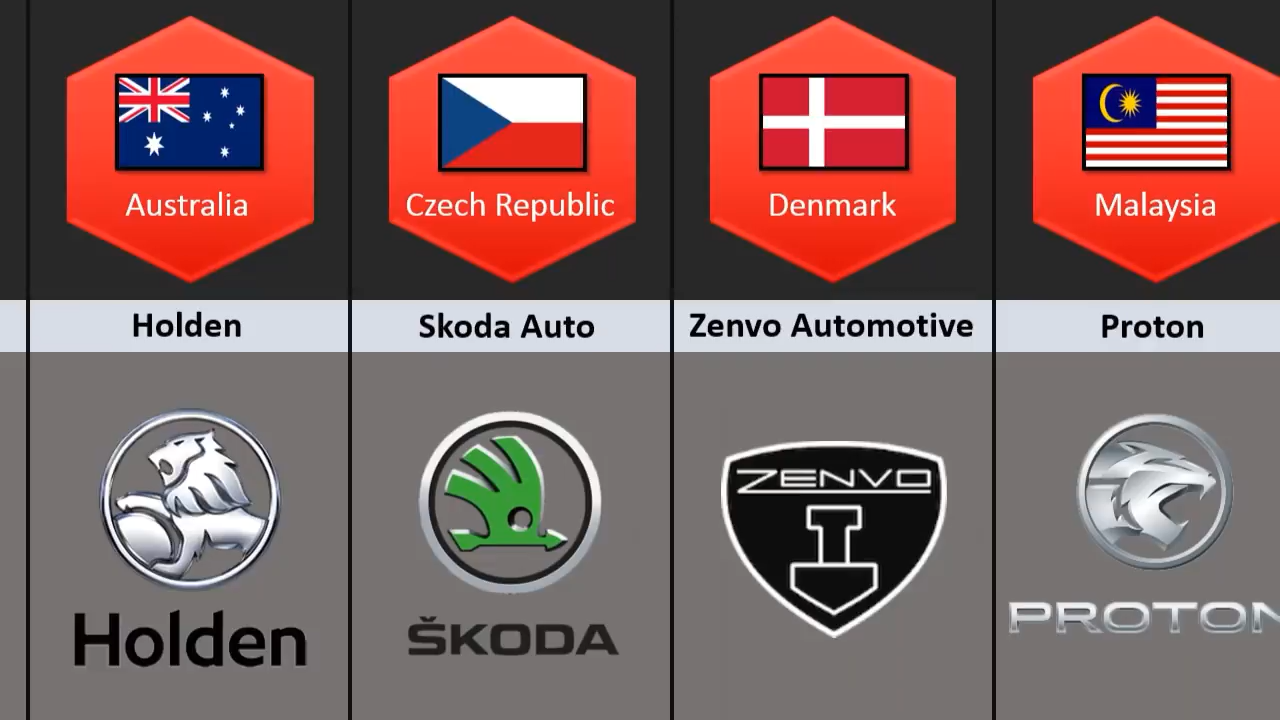 Australia
Czech Republic
Denmark
Malaysia
Holden
Skoda Auto
Zenvo Automotive
Proton
Holden
ŠKODA
ZENVO
PROTON